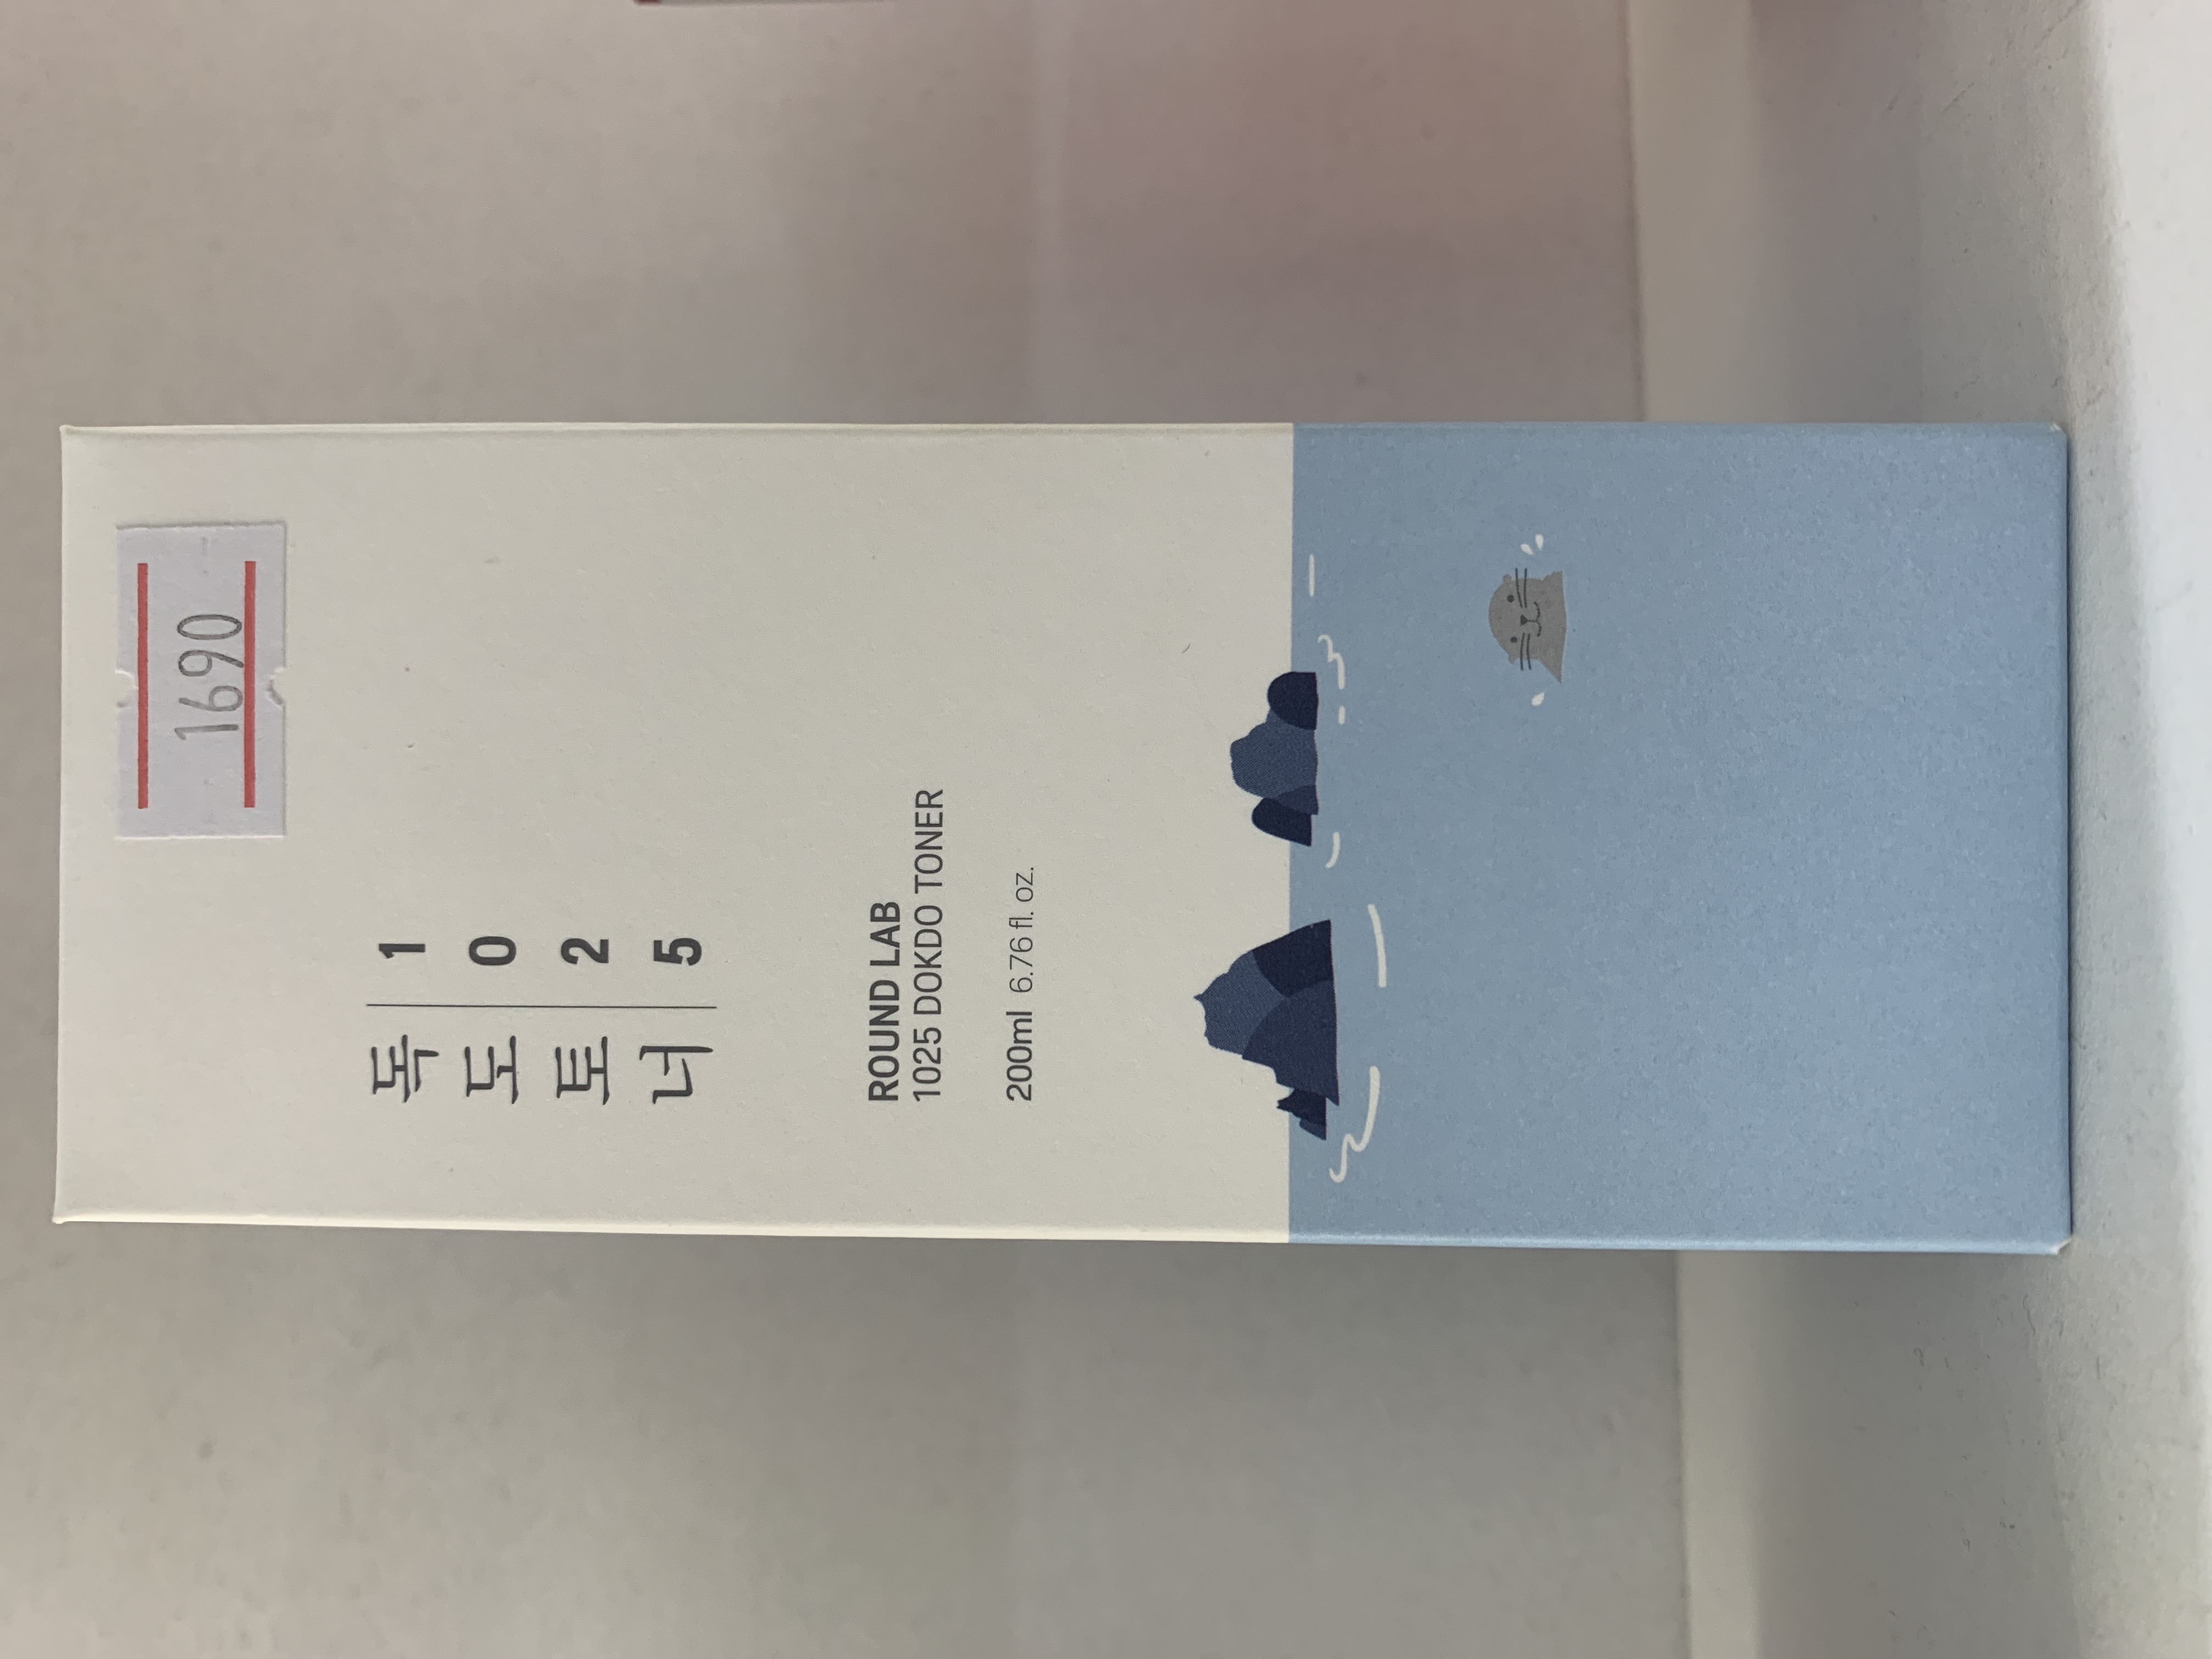 1690
독도토너
1025
ROUND LAB
1025 DOKDO TONER
200ml 6.76 fl. oz.